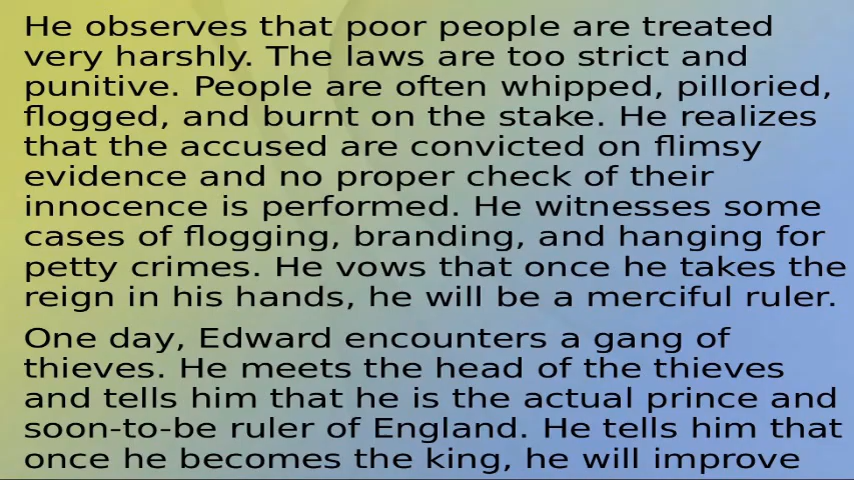 He observes that poor people are treated
very harshly. The laws are too strict and
punitive. People are often whipped, pilloried,
flogged, and burnt on the stake. He realizes
that the accused are convicted on flimsy
evidence and no proper check of their
innocence is performed. He witnesses some
cases of flogging, branding, and hanging for
petty crimes. He vows that once he takes the
reign in his hands, he will be a merciful ruler.
One day, Edward encounters a gang of
thieves. He meets the head of the thieves
and tells him that he is the actual prince and
soon-to-be ruler of England. He tells him that
once he becomes the king, he will improve